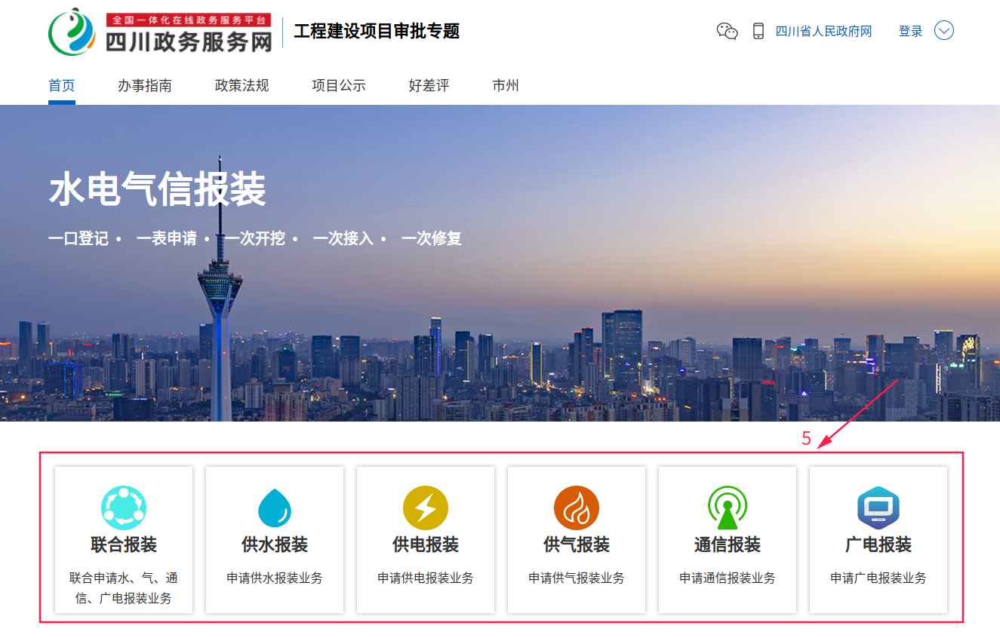 全国一体化在线政务服务平台
四川政务服务网
工程建设项目审批专题
四川省人民政府网
登录
首页 办事指南 政策法规 项目公示 好差评 市州
水电气信报装
一口登记 • 一表申请 • 一次开挖 • 一次接入 • 一次修复
5
联合报装
联合申请水、气、通
信、广电报装业务
供水报装
申请供水报装业务
供电报装
申请供电报装业务
供气报装
申请供气报装业务
通信报装
申请通信报装业务
广电报装
申请广电报装业务